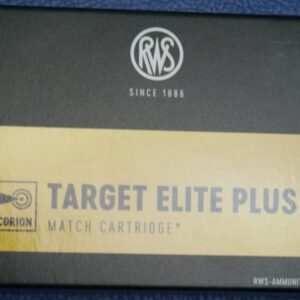 RWS
SINCE 1886
TARGET ELITE PLUS
MATCH CARTRIDGE*